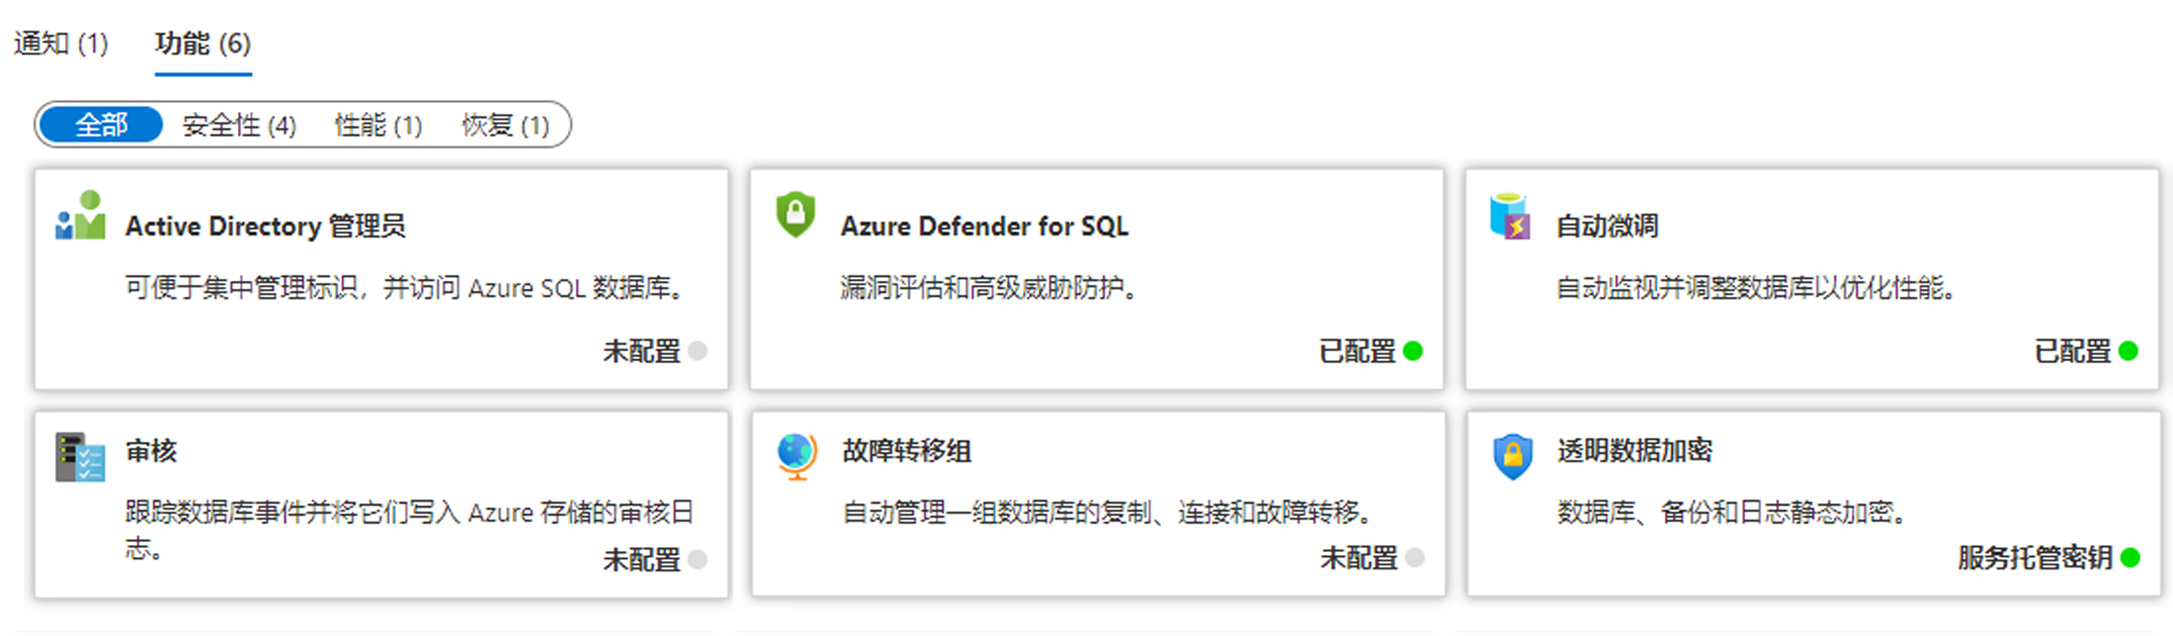 通知 (1) 功能 (6)
全部 安全性 (4) 性能 (1) 恢复 (1)
Active Directory 管理员
可便于集中管理标识，并访问 Azure SQL 数据库。
未配置
Azure Defender for SQL
漏洞评估和高级威胁防护。
已配置
自动微调
自动监视并调整数据库以优化性能。
已配置
审核
跟踪数据库事件并将它们写入 Azure 存储的审核日
志。
未配置
故障转移组
自动管理一组数据库的复制、连接和故障转移。
未配置
透明数据加密
数据库、备份和日志静态加密。
服务托管密钥